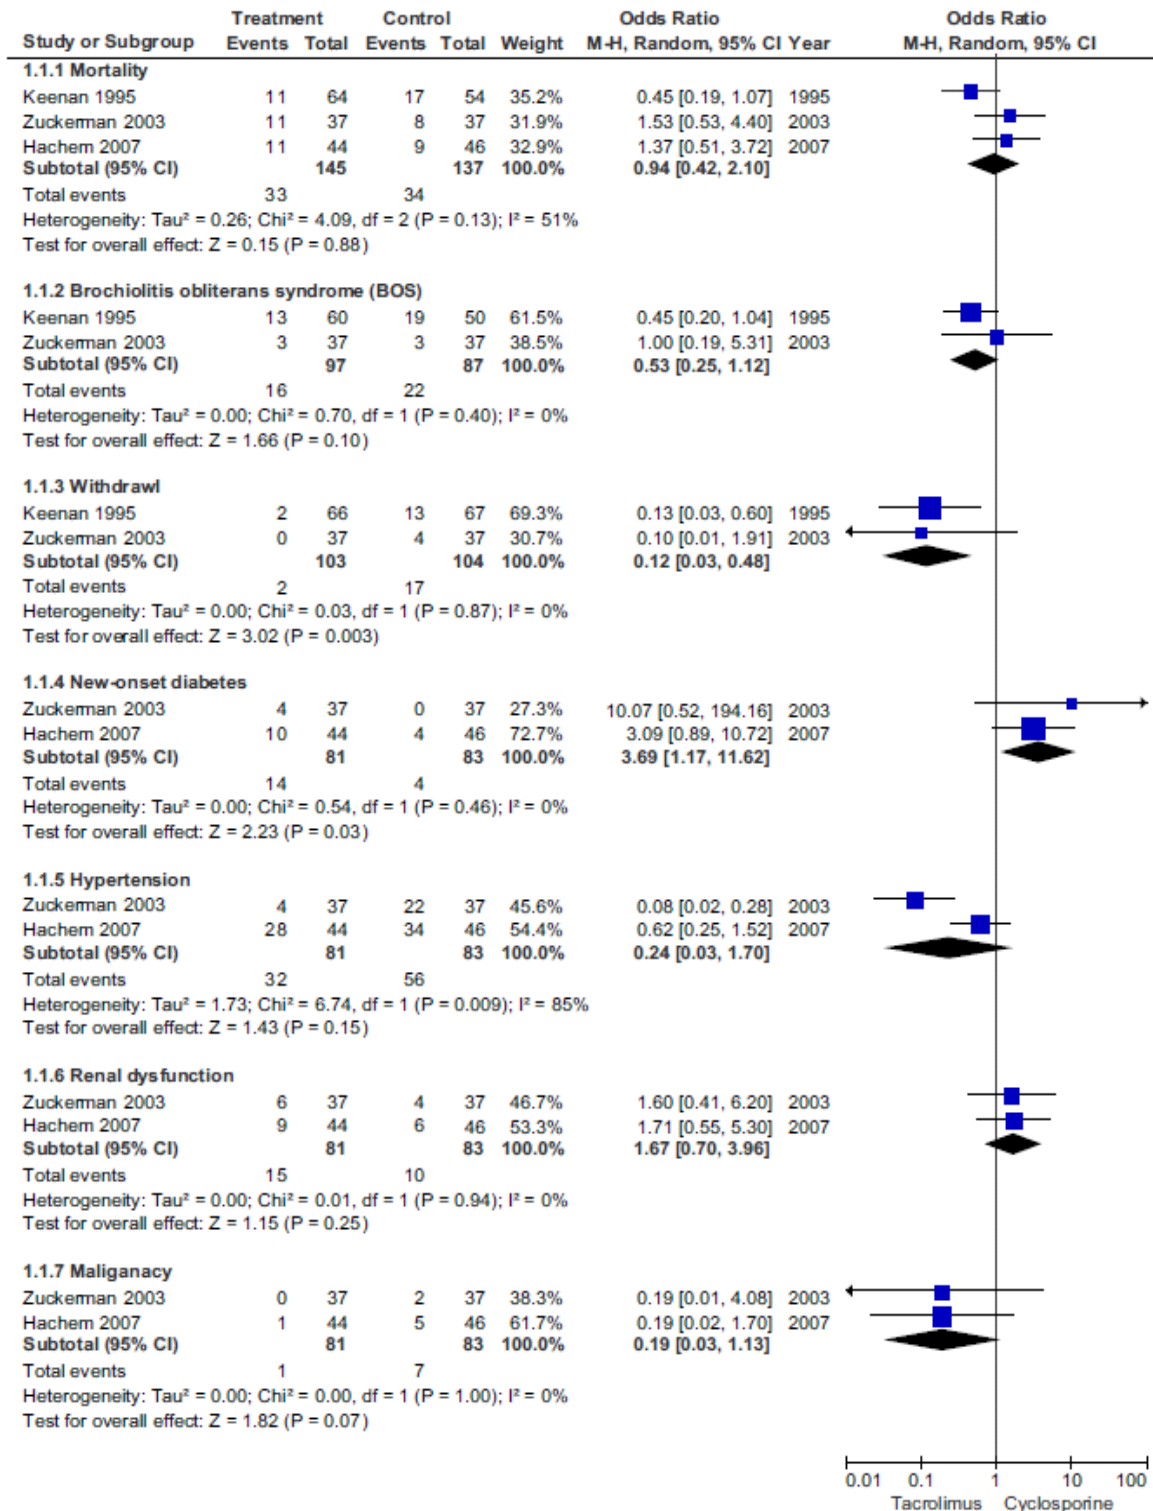 Treatment Control Odds Ratio Odds Ratio
Study or Subgroup Events Total Events Total Weight M-H, Random, 95% CI Year M-H, Random, 95% CI
1.1.1 Mortality
Keenan 1995 11 64 17 54 35.2% 0.45 [0.19, 1.07] 1995
Zuckerman 2003 11 37 8 37 31.9% 1.53 [0.53, 4.40] 2003
Hachem 2007 11 44 9 46 32.9% 1.37 [0.51, 3.72] 2007
Subtotal (95% CI) 145 137 100.0% 0.94 [0.42, 2.10]
Total events 33 34
Heterogeneity: Tau² = 0.26; Chi² = 4.09, df = 2 (P = 0.13); I² = 51%
Test for overall effect: Z = 0.15 (P = 0.88)
1.1.2 Brochiolitis obliterans syndrome (BOS)
Keenan 1995 13 60 19 50 61.5% 0.45 [0.20, 1.04] 1995
Zuckerman 2003 3 37 3 37 38.5% 1.00 [0.19, 5.31] 2003
Subtotal (95% CI) 97 87 100.0% 0.53 [0.25, 1.12]
Total events 16 22
Heterogeneity: Tau² = 0.00; Chi² = 0.70, df = 1 (P = 0.40); I² = 0%
Test for overall effect: Z = 1.66 (P = 0.10)
1.1.3 Withdrawl
Keenan 1995 2 66 13 67 69.3% 0.13 [0.03, 0.60] 1995
Zuckerman 2003 0 37 4 37 30.7% 0.10 [0.01, 1.91] 2003
Subtotal (95% CI) 103 104 100.0% 0.12 [0.03, 0.48]
Total events 2 17
Heterogeneity: Tau² = 0.00; Chi² = 0.03, df = 1 (P = 0.87); I² = 0%
Test for overall effect: Z = 3.02 (P = 0.003)
1.1.4 New-onset diabetes
Zuckerman 2003 4 37 0 37 27.3% 10.07 [0.52, 194.16] 2003
Hachem 2007 10 44 4 46 72.7% 3.09 [0.89, 10.72] 2007
Subtotal (95% CI) 81 83 100.0% 3.69 [1.17, 11.62]
Total events 14 4
Heterogeneity: Tau² = 0.00; Chi² = 0.54, df = 1 (P = 0.46); I² = 0%
Test for overall effect: Z = 2.23 (P = 0.03)
1.1.5 Hypertension
Zuckerman 2003 4 37 22 37 45.6% 0.08 [0.02, 0.28] 2003
Hachem 2007 28 44 34 46 54.4% 0.62 [0.25, 1.52] 2007
Subtotal (95% CI) 81 83 100.0% 0.24 [0.03, 1.70]
Total events 32 56
Heterogeneity: Tau² = 1.73; Chi² = 6.74, df = 1 (P = 0.009); I² = 85%
Test for overall effect: Z = 1.43 (P = 0.15)
1.1.6 Renal dysfunction
Zuckerman 2003 6 37 4 37 46.7% 1.60 [0.41, 6.20] 2003
Hachem 2007 9 44 6 46 53.3% 1.71 [0.55, 5.30] 2007
Subtotal (95% CI) 81 83 100.0% 1.67 [0.70, 3.96]
Total events 15 10
Heterogeneity: Tau² = 0.00; Chi² = 0.01, df = 1 (P = 0.94); I² = 0%
Test for overall effect: Z = 1.15 (P = 0.25)
1.1.7 Maliganacy
Zuckerman 2003 0 37 2 37 38.3% 0.19 [0.01, 4.08] 2003
Hachem 2007 1 44 5 46 61.7% 0.19 [0.02, 1.70] 2007
Subtotal (95% CI) 81 83 100.0% 0.19 [0.03, 1.13]
Total events 1 7
Heterogeneity: Tau² = 0.00; Chi² = 0.00, df = 1 (P = 1.00); I² = 0%
Test for overall effect: Z = 1.82 (P = 0.07)
0.01 0.1 1 10 100
Tacrolimus Cyclosporine